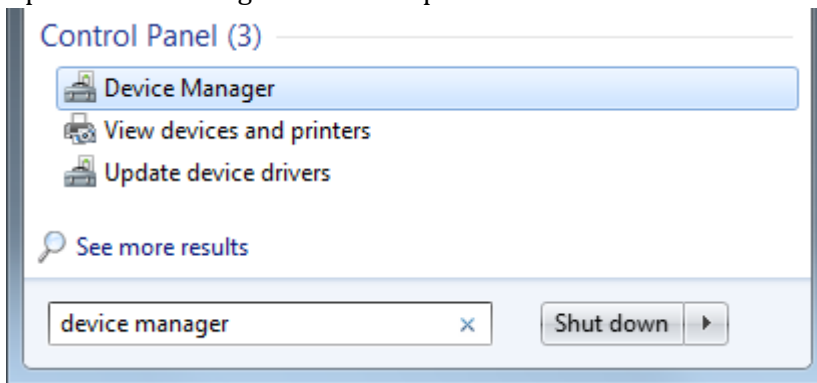 Control Panel (3)
Device Manager
View devices and printers
Update device drivers
See more results
device manager
Shut down